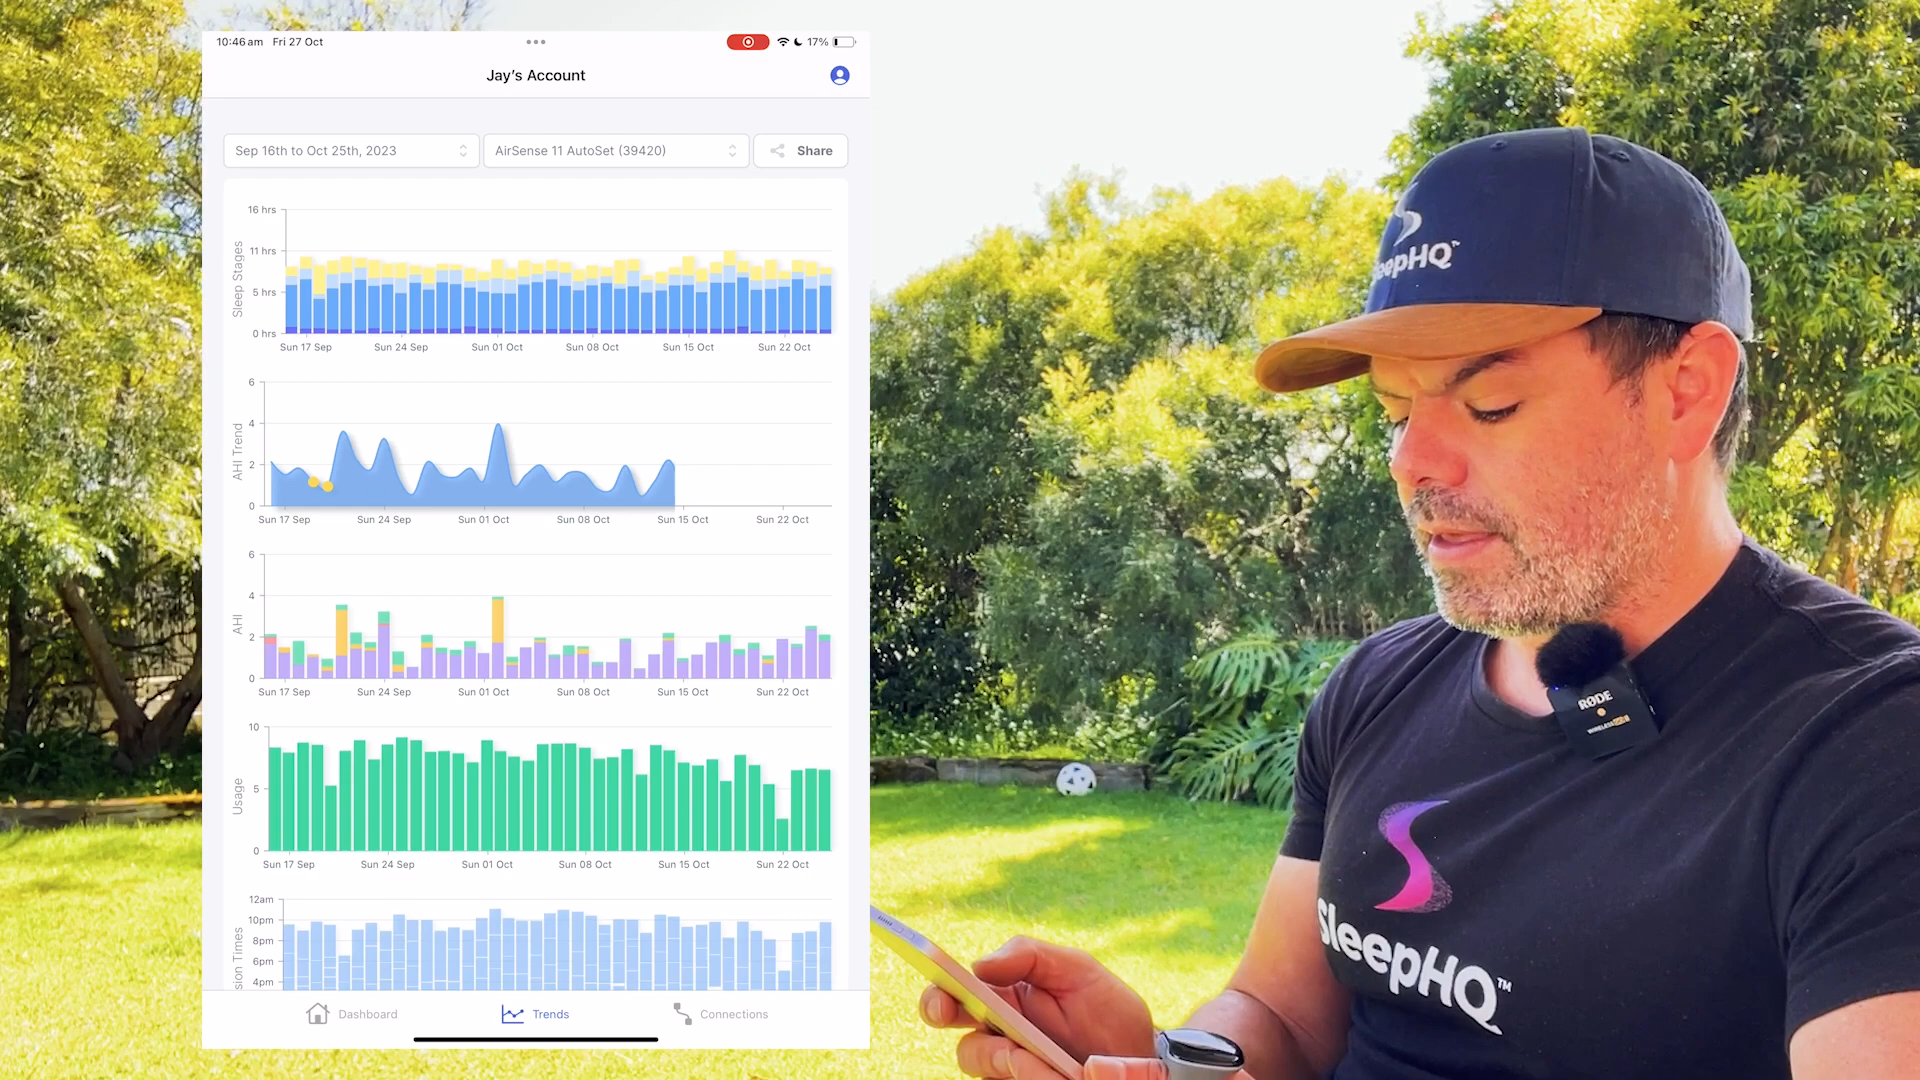 10:46 am Fri 27 Oct
17%
Jay's Account
Sep 16th to Oct 25th, 2023
AirSense 11 AutoSet (39420)
Share
Sleep Stages
16 hrs
11 hrs
5 hrs
0 hrs
Sun 17 Sep Sun 24 Sep Sun 01 Oct Sun 08 Oct Sun 15 Oct Sun 22 Oct
AHI Trend
6
4
2
0
Sun 17 Sep Sun 24 Sep Sun 01 Oct Sun 08 Oct Sun 15 Oct Sun 22 Oct
AHI
6
4
2
0
Sun 17 Sep Sun 24 Sep Sun 01 Oct Sun 08 Oct Sun 15 Oct Sun 22 Oct
Usage
10
5
0
Sun 17 Sep Sun 24 Sep Sun 01 Oct Sun 08 Oct Sun 15 Oct Sun 22 Oct
sion Times
12am
10pm
8pm
6pm
4pm
Dashboard
Trends
Connections
eepHQ™
RØDE
SleepHQ™